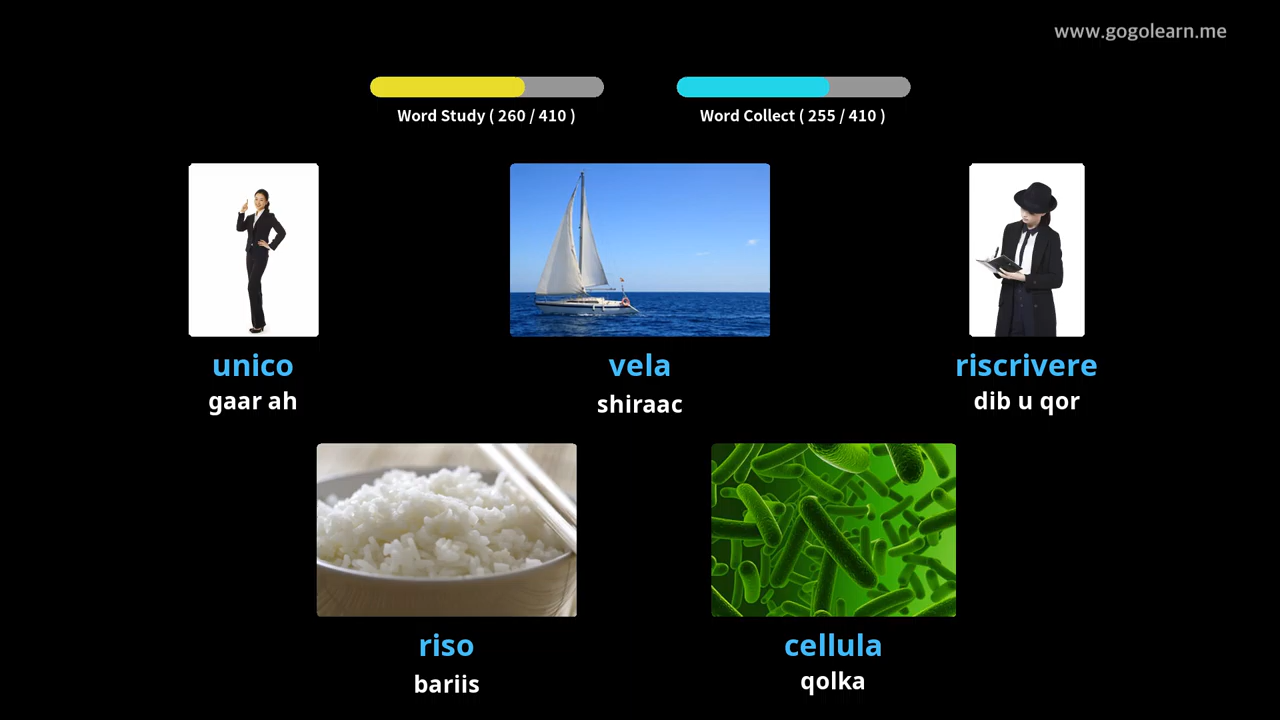 www.gogolearn.me
Word Study ( 260 / 410 )
Word Collect ( 255 / 410 )
unico
gaar ah
vela
shiraac
riscrivere
dib u qor
riso
bariis
cellula
qolka